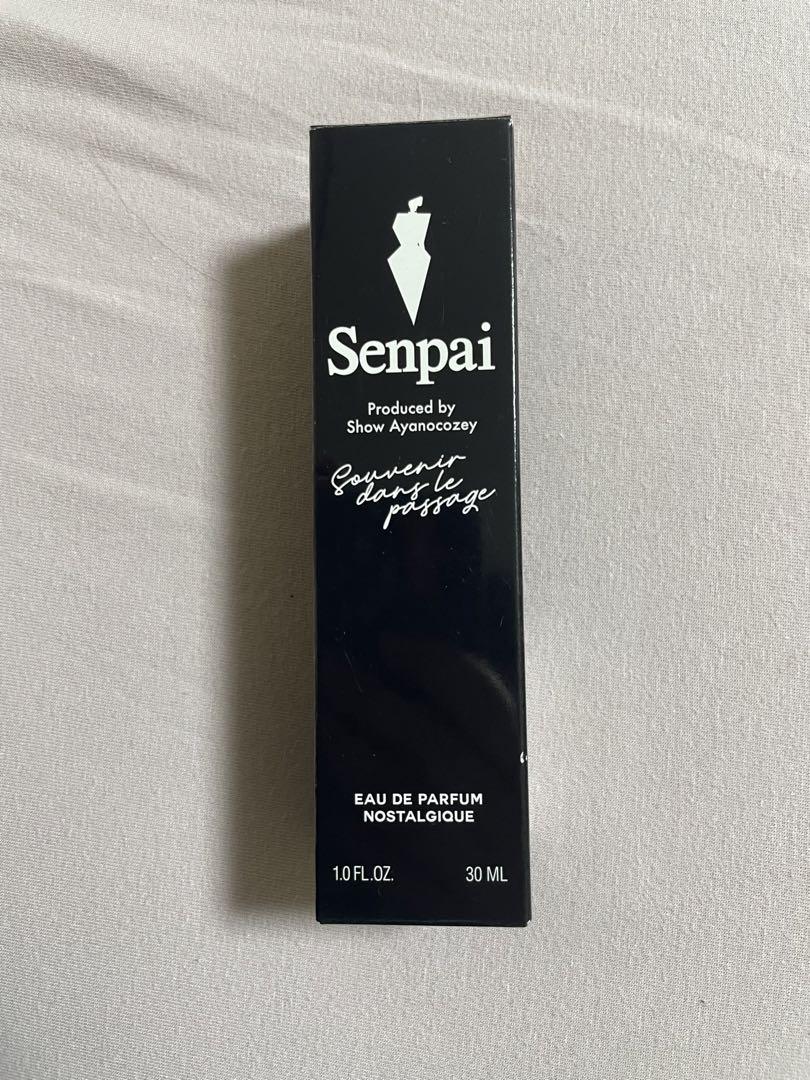 Senpai
Produced by
Show Ayanocozey
Souvenir
dans le
passage
EAU DE PARFUM
NOSTALGIQUE
1.0 FL.OZ. 30 ML